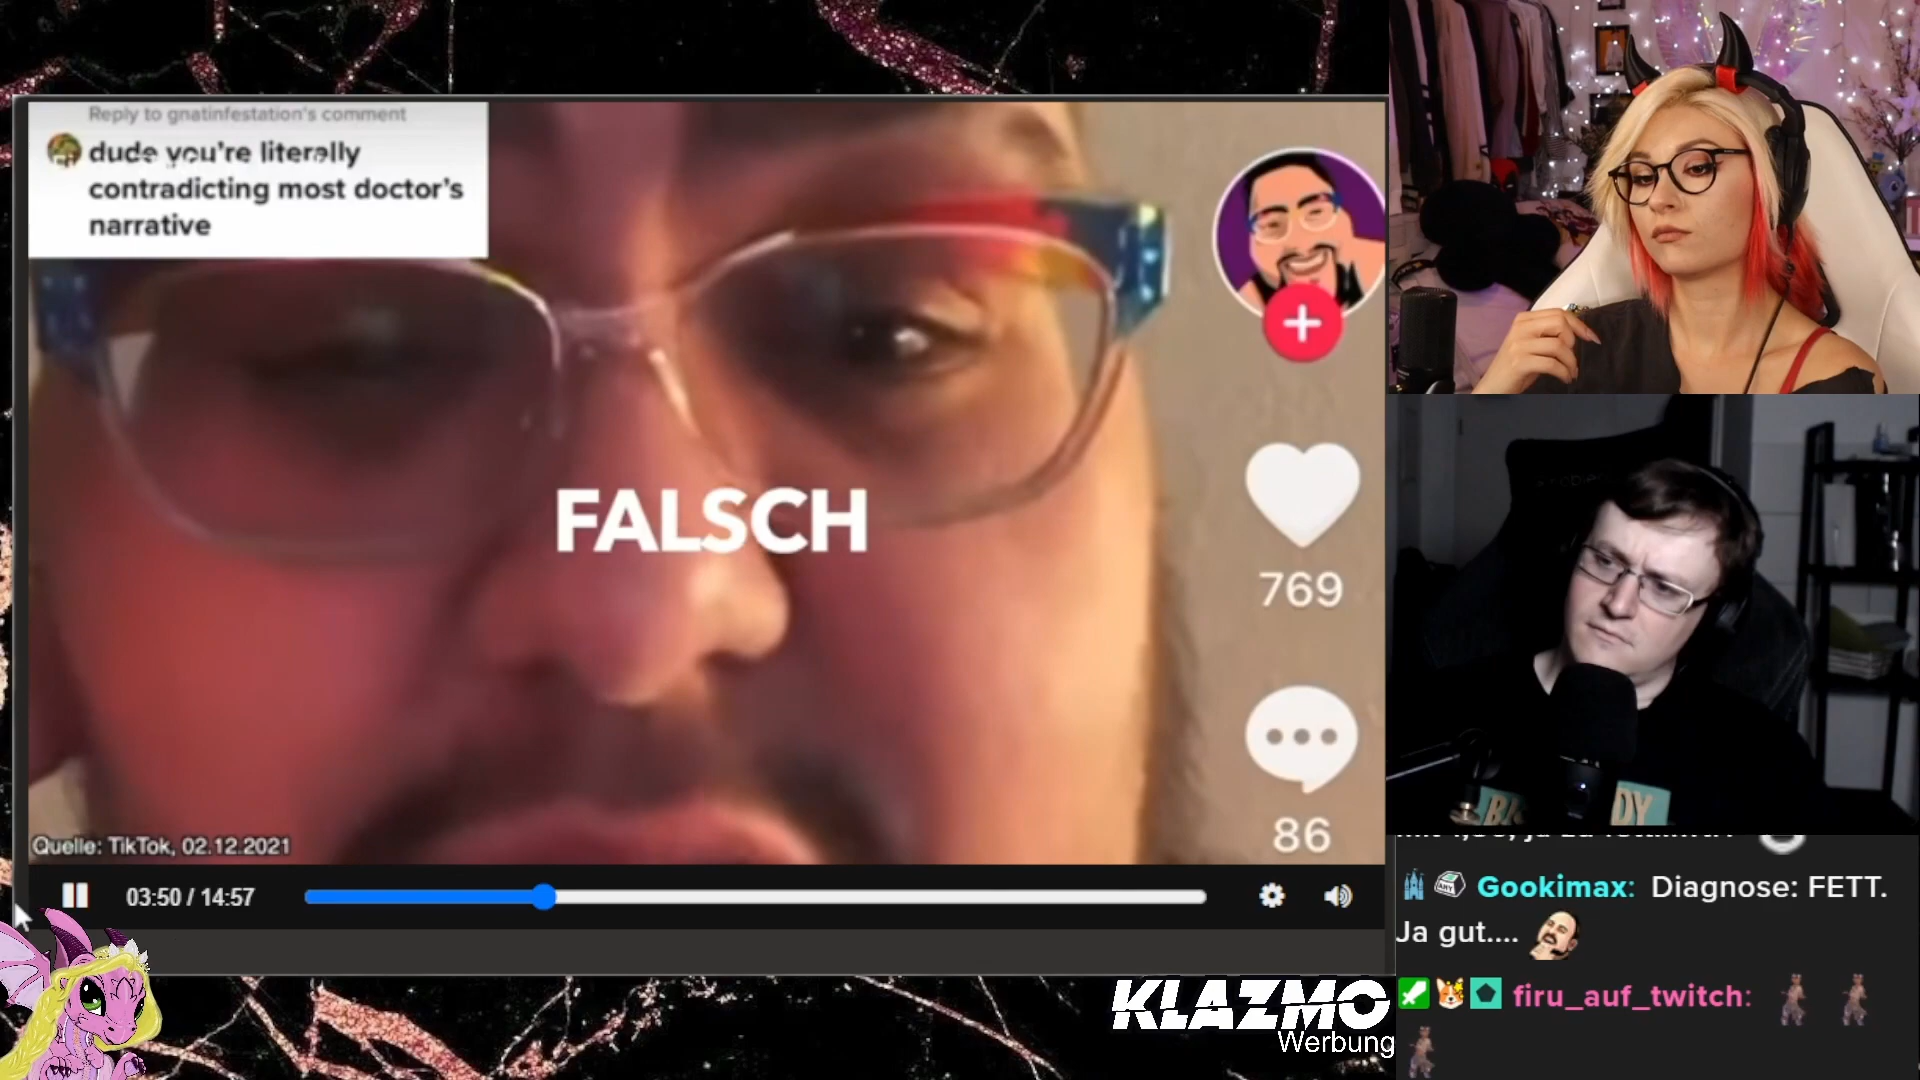 Reply to gnatinfestation's comment
dude you're literally
contradicting most doctor's
narrative
FALSCH
769
86
Quelle: TikTok, 02.12.2021
03:50 / 14:57
Gookimax: Diagnose: FETT.
Ja gut....
firu_auf_twitch:
KLAZMO
Werbung
DY